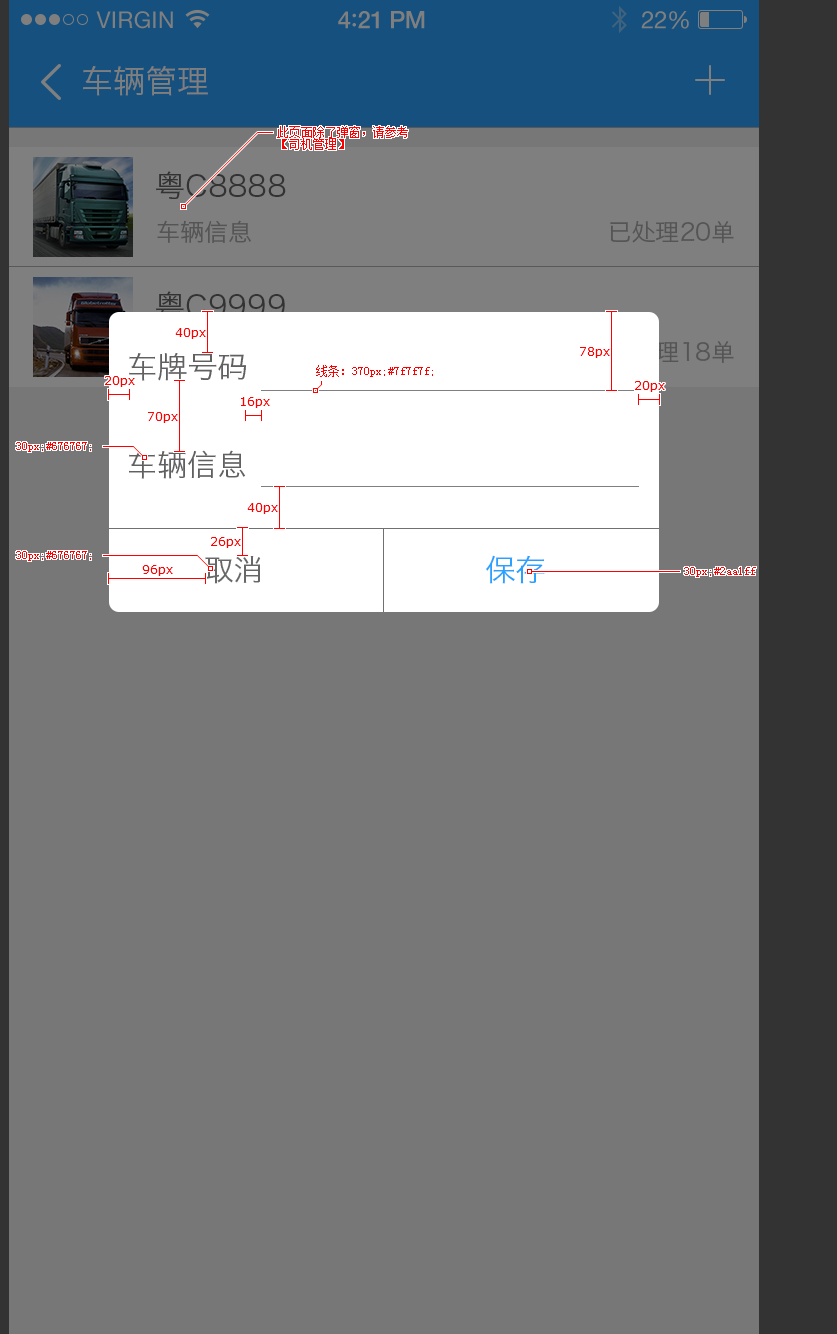 VIRGIN 4:21 PM 22%
车辆管理
此页面除了弹窗，请参考
【司机管理】
粤C8888
车辆信息 已处理20单
粤C9999
40px
78px
理18单
车牌号码
线条：370px;#7f7f7f;
20px
20px
16px
70px
30px;#676767;
车辆信息
40px
26px
30px;#676767;
取消
保存
96px
30px;#2aa1ff